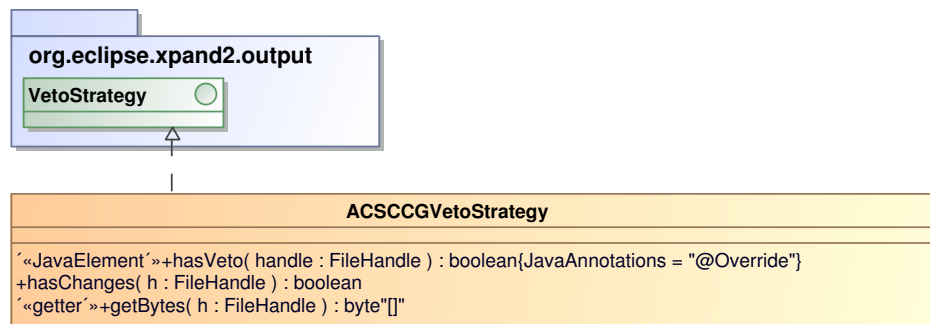 org.eclipse.xpand2.output
VetoStrategy
ACSCCGVetoStrategy
´«JavaElement´»+hasVeto( handle : FileHandle ) : boolean{JavaAnnotations = "@Override"}
+hasChanges( h : FileHandle ) : boolean
´«getter´»+getBytes( h : FileHandle ) : byte"[]"